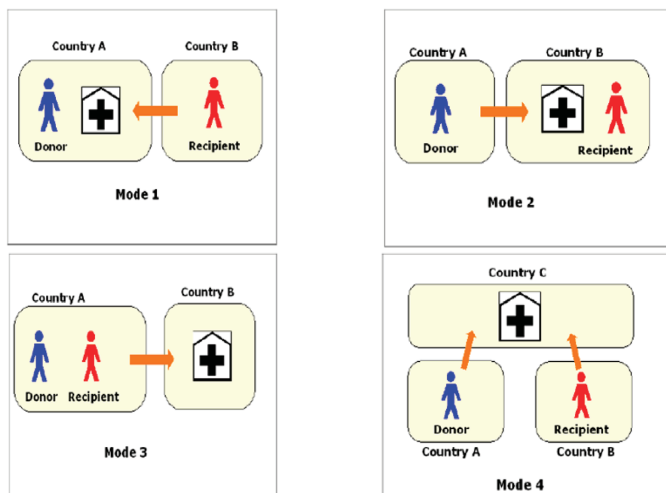 Country A
Country B
Donor
Recipient
Mode 1
Country A
Country B
Donor
Recipient
Mode 2
Country A
Country B
Donor
Recipient
Mode 3
Country C
Donor
Recipient
Country A
Country B
Mode 4